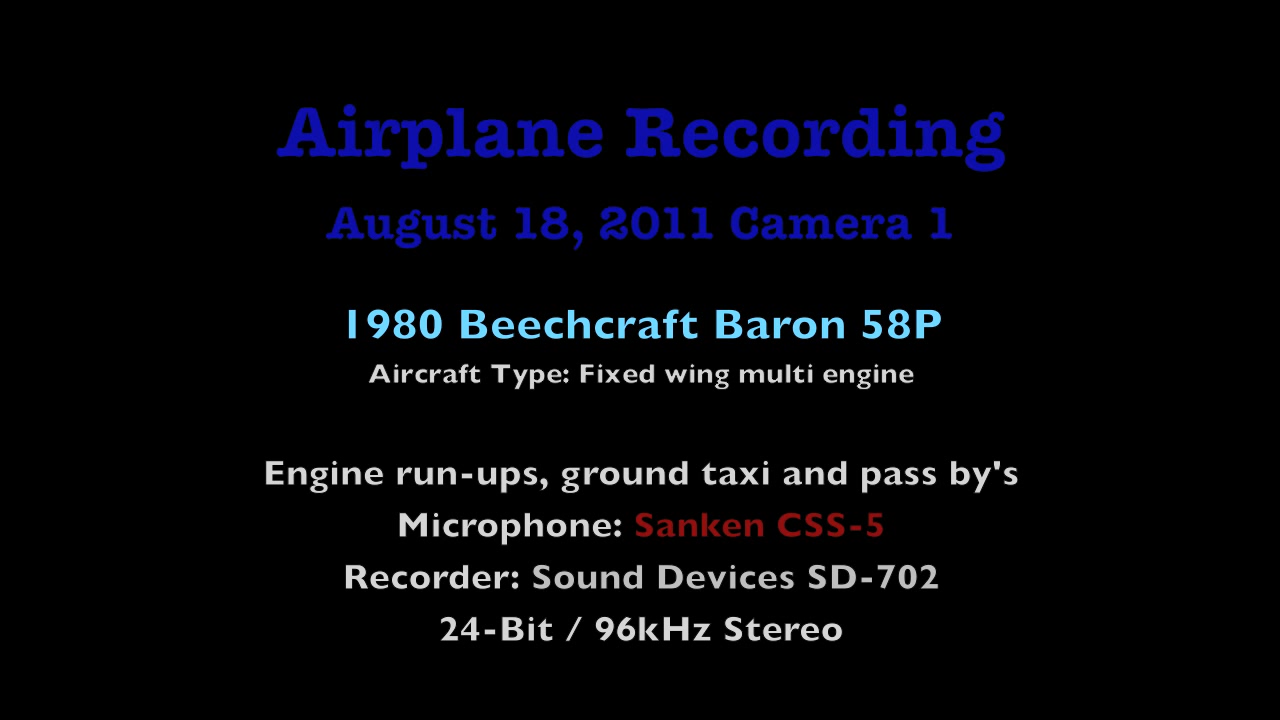 Airplane Recording
August 18, 2011 Camera 1
1980 Beechcraft Baron 58P
Aircraft Type: Fixed wing multi engine
Engine run-ups, ground taxi and pass by's
Microphone: Sanken CSS-5
Recorder: Sound Devices SD-702
24-Bit / 96kHz Stereo